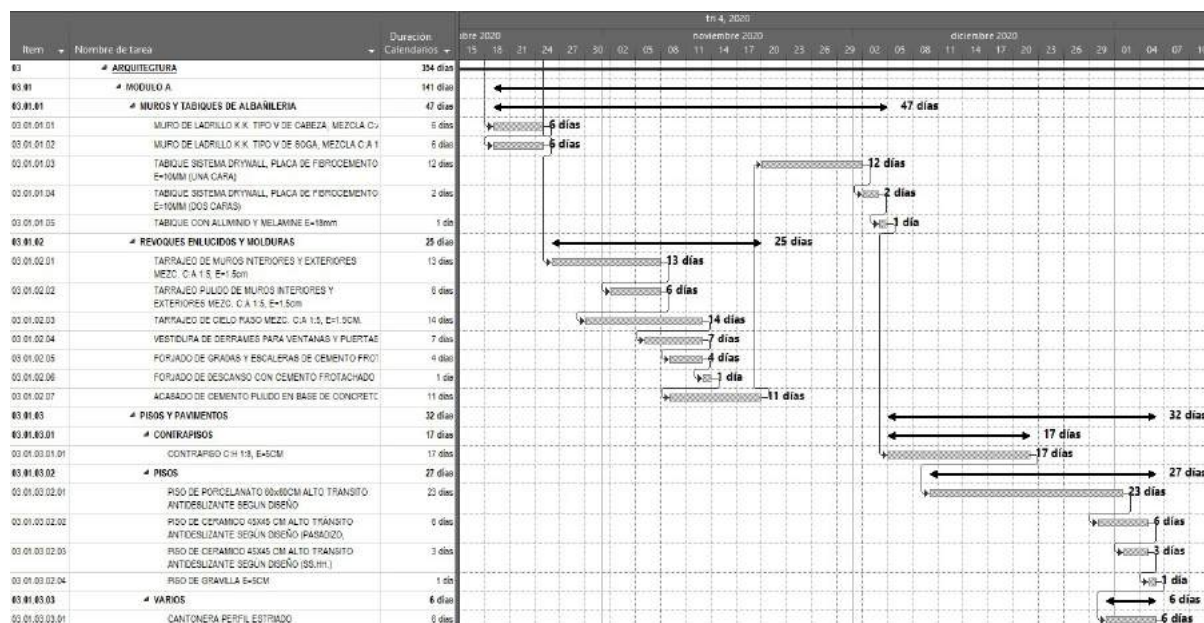 tri 4, 2020
bre 2020 noviembre 2020 diciembre 2020
Item Nombre de tarea Duración Calendarios 15 18 21 24 27 30 02 05 08 11 14 17 20 23 26 29 02 05 08 11 14 17 20 23 26 29 01 04 07
03 ARQUITECTURA 154 días
03.01 MODULO A 141 días
03.01.01 MUROS Y TABIQUES DE ALBAÑILERIA 47 días 47 días
03.01.01.01 MURO DE LADRILLO K.K. TIPO V DE CABEZA, MEZCLA C:A 6 días 6 días
03.01.01.02 MURO DE LADRILLO K.K. TIPO V DE SOGA, MEZCLA C:A 1 6 días 6 días
03.01.01.03 TABIQUE SISTEMA DRYWALL, PLACA DE FIBROCEMENTO 12 días 12 días
E=10MM (UNA CARA)
03.01.01.04 TABIQUE SISTEMA DRYWALL, PLACA DE FIBROCEMENTO 2 días 2 días
E=10MM (DOS CARAS)
03.01.01.05 TABIQUE CON ALUMINIO Y MELAMINE E=18mm 1 día 1 día
03.01.02 REVOQUES ENLUCIDOS Y MOLDURAS 25 días 25 días
03.01.02.01 TARRAJEO DE MUROS INTERIORES Y EXTERIORES 13 días 13 días
MEZC. C:A 1:5, E=1.5cm
03.01.02.02 TARRAJEO PULIDO DE MUROS INTERIORES Y 6 días 6 días
EXTERIORES MEZC. C:A 1:5, E=1.5cm
03.01.02.03 TARRAJEO DE CIELO RASO MEZC. C:A 1:5, E=1.5CM. 14 días 14 días
03.01.02.04 VESTIDURA DE DERRAMES PARA VENTANAS Y PUERTAS 7 días 7 días
03.01.02.05 FORJADO DE GRADAS Y ESCALERAS DE CEMENTO FROT 4 días 4 días
03.01.02.06 FORJADO DE DESCANSO CON CEMENTO FROTACHADO 1 día 1 día
03.01.02.07 ACABADO DE CEMENTO PULIDO EN BASE DE CONCRETO 11 días 11 días
03.01.03 PISOS Y PAVIMENTOS 32 días 32 días
03.01.03.01 CONTRAPISOS 17 días 17 días
03.01.03.01.01 CONTRAPISO C:H 1:8, E=5CM 17 días 17 días
03.01.03.02 PISOS 27 días 27 días
03.01.03.02.01 PISO DE PORCELANATO 60x60CM ALTO TRANSITO 23 días 23 días
ANTIDESLIZANTE SEGUN DISEÑO
03.01.03.02.02 PISO DE CERAMICO 45X45 CM ALTO TRÁNSITO 6 días 6 días
ANTIDESLIZANTE SEGÚN DISEÑO (PASADIZO,
03.01.03.02.03 PISO DE CERAMICO 45X45 CM ALTO TRANSITO 3 días 3 días
ANTIDESLIZANTE SEGUN DISEÑO (SS.HH.)
03.01.03.02.04 PISO DE GRAVILLA E=5CM 1 día 1 día
03.01.03.03 VARIOS 6 días 6 días
03.01.03.03.01 CANTONERA PERFIL ESTRIADO 6 días 6 días